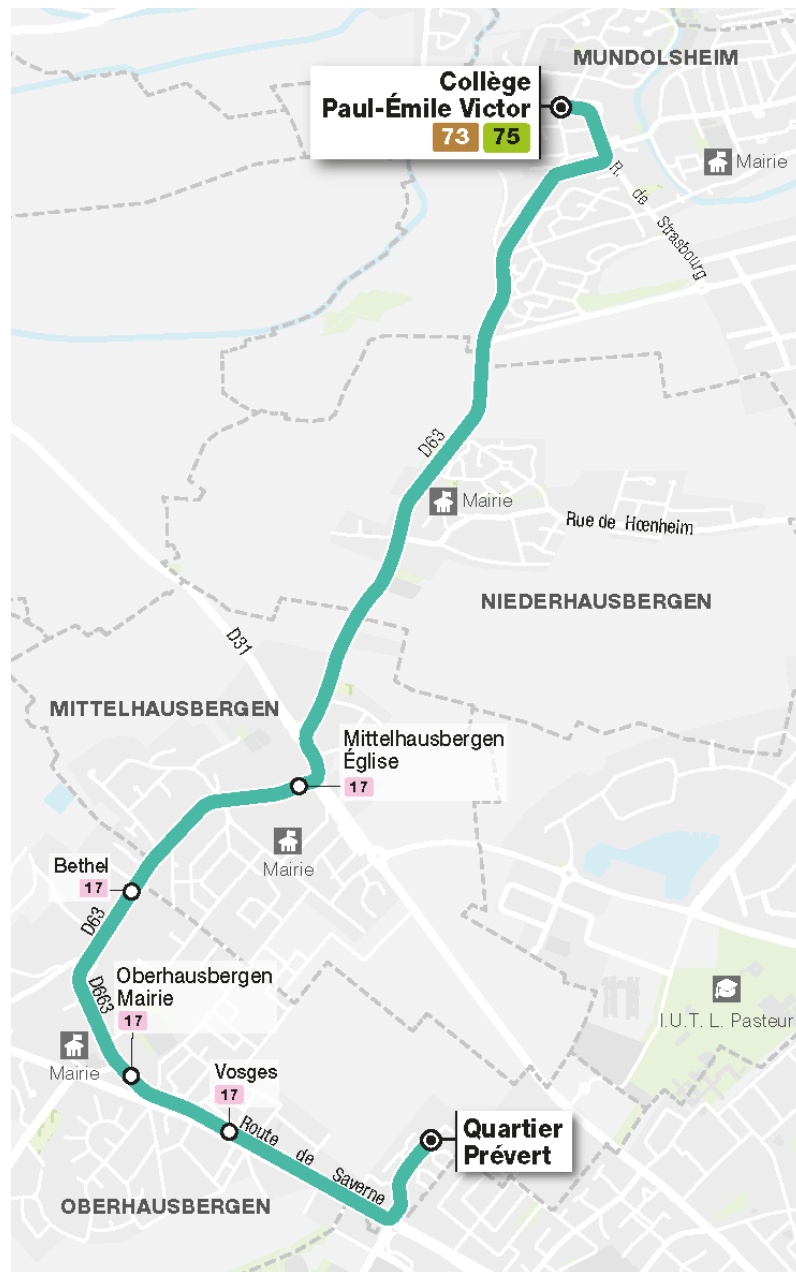 MUNDOLSHEIM
Collège
Paul-Émile Victor
73 75
Mairie
R. de Strasbourg
D63
Mairie
Rue de Hœnheim
NIEDERHAUSBERGEN
D31
MITTELHAUSBERGEN
Mittelhausbergen
Église
17
Mairie
Bethel
17
D63
Oberhausbergen
Mairie
17
D663
I.U.T. L. Pasteur
Mairie
Vosges
17
Route de Saverne
Quartier
Prévert
OBERHAUSBERGEN